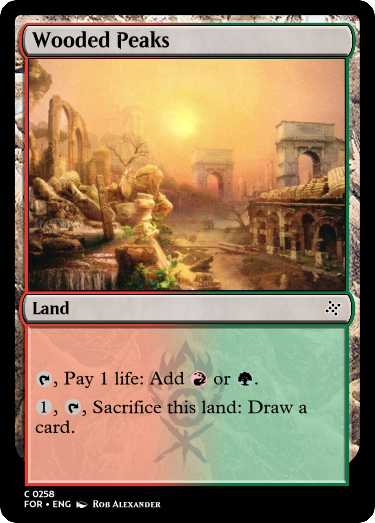 Wooded Peaks
Land
, Pay 1 life: Add or .
1, , Sacrifice this land: Draw a
card.
C 0258
FOR • ENG Rob Alexander